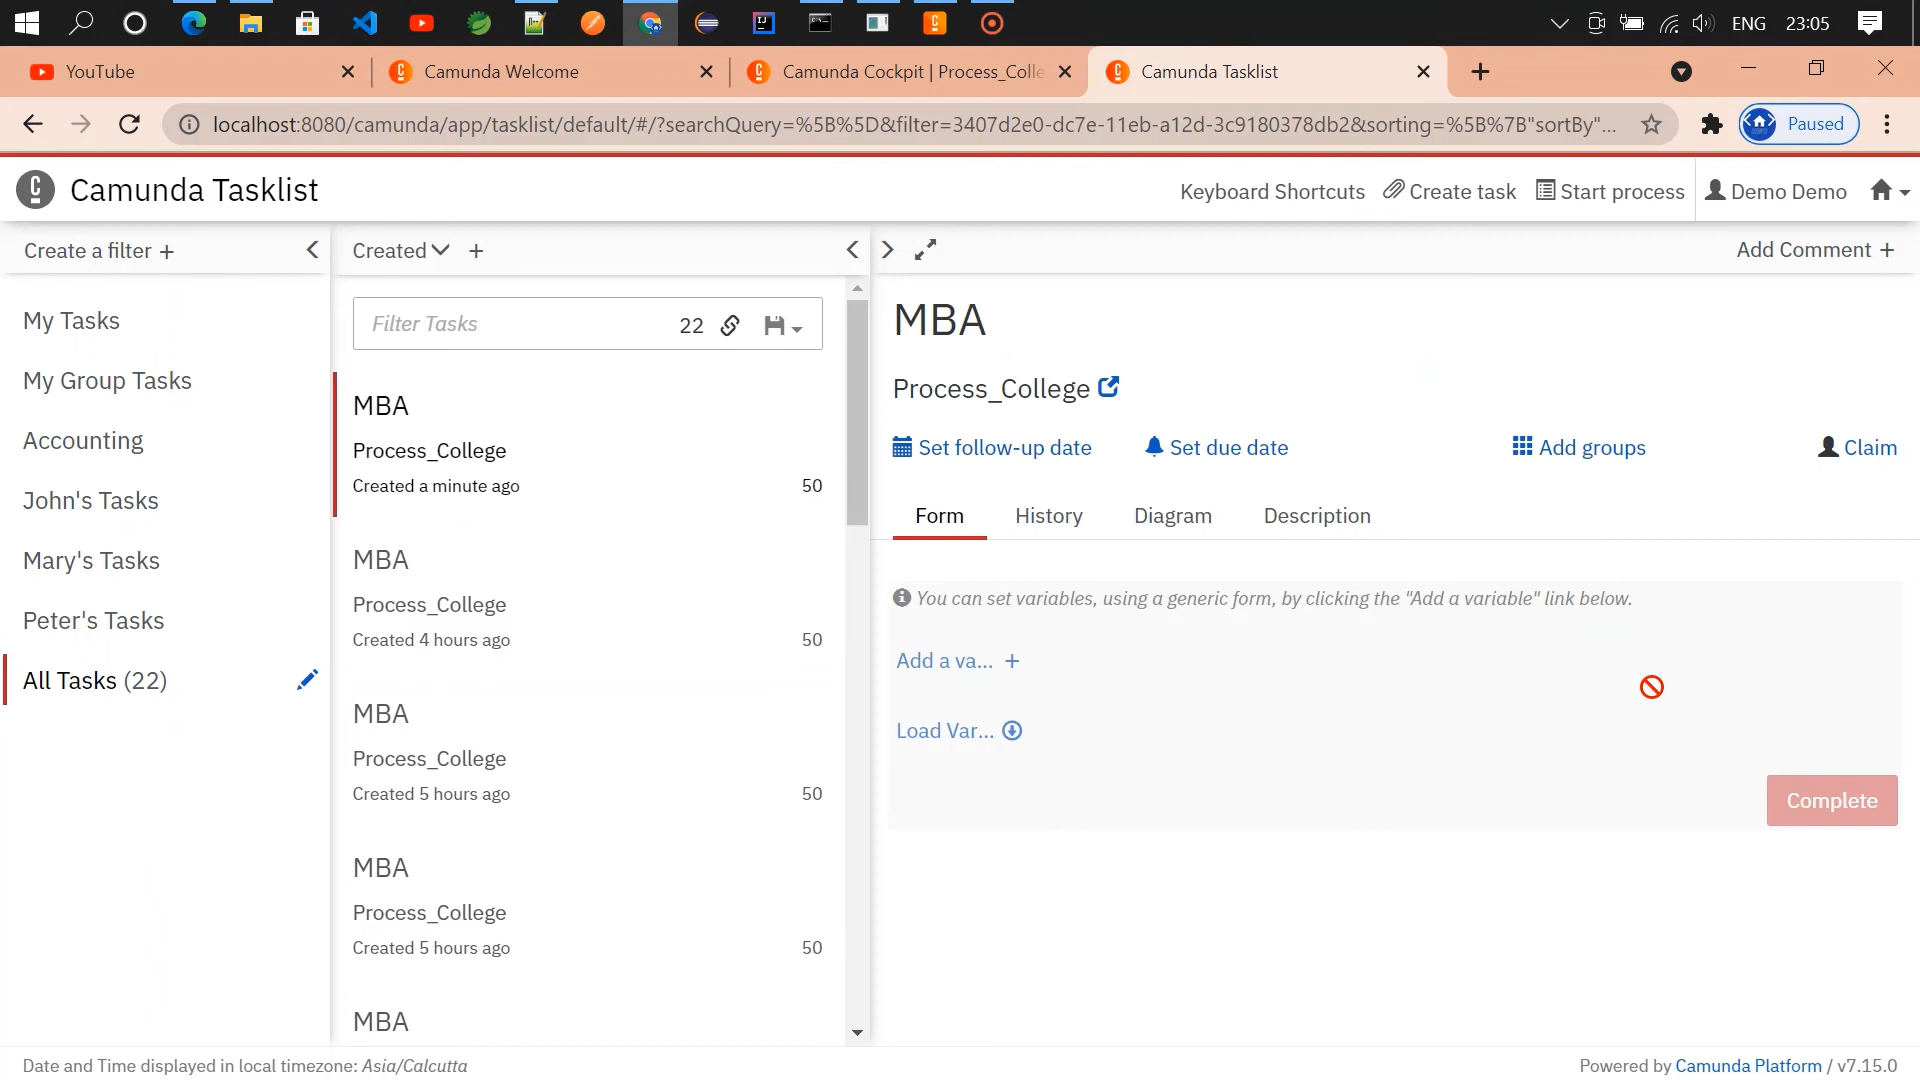 ENG 23:05
YouTube
Camunda Welcome
Camunda Cockpit | Process_Colle
Camunda Tasklist
localhost:8080/camunda/app/tasklist/default/#/?searchQuery=%5B%5D&filter=3407d2e0-dc7e-11eb-a12d-3c9180378db2&sorting=%5B%7B"sortBy"...
Paused
Camunda Tasklist
Keyboard Shortcuts
Create task
Start process
Demo Demo
Create a filter +
My Tasks
My Group Tasks
Accounting
John's Tasks
Mary's Tasks
Peter's Tasks
All Tasks (22)
Created +
Filter Tasks 22
MBA
Process_College
Created a minute ago 50
MBA
Process_College
Created 4 hours ago 50
MBA
Process_College
Created 5 hours ago 50
MBA
Process_College
Created 5 hours ago 50
MBA
Add Comment +
MBA
Process_College
Set follow-up date
Set due date
Add groups
Claim
Form
History
Diagram
Description
You can set variables, using a generic form, by clicking the "Add a variable" link below.
Add a va... +
Load Var...
Complete
Date and Time displayed in local timezone: Asia/Calcutta
Powered by Camunda Platform / v7.15.0